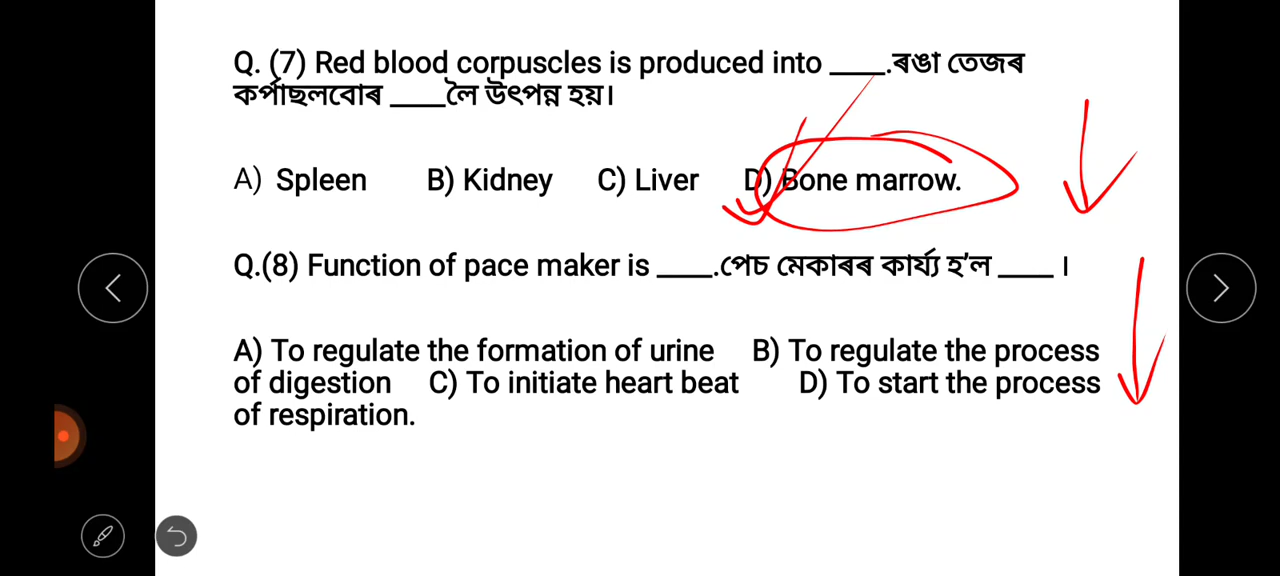 Q. (7) Red blood corpuscles is produced into ____.ৰঙা তেজৰ
কৰ্পাছলবোৰ ____লৈ উৎপন্ন হয়।
A) Spleen B) Kidney C) Liver D) Bone marrow.
Q.(8) Function of pace maker is ____.পেচ মেকাৰৰ কাৰ্য্য হ'ল ____ ।
A) To regulate the formation of urine B) To regulate the process
of digestion C) To initiate heart beat D) To start the process
of respiration.